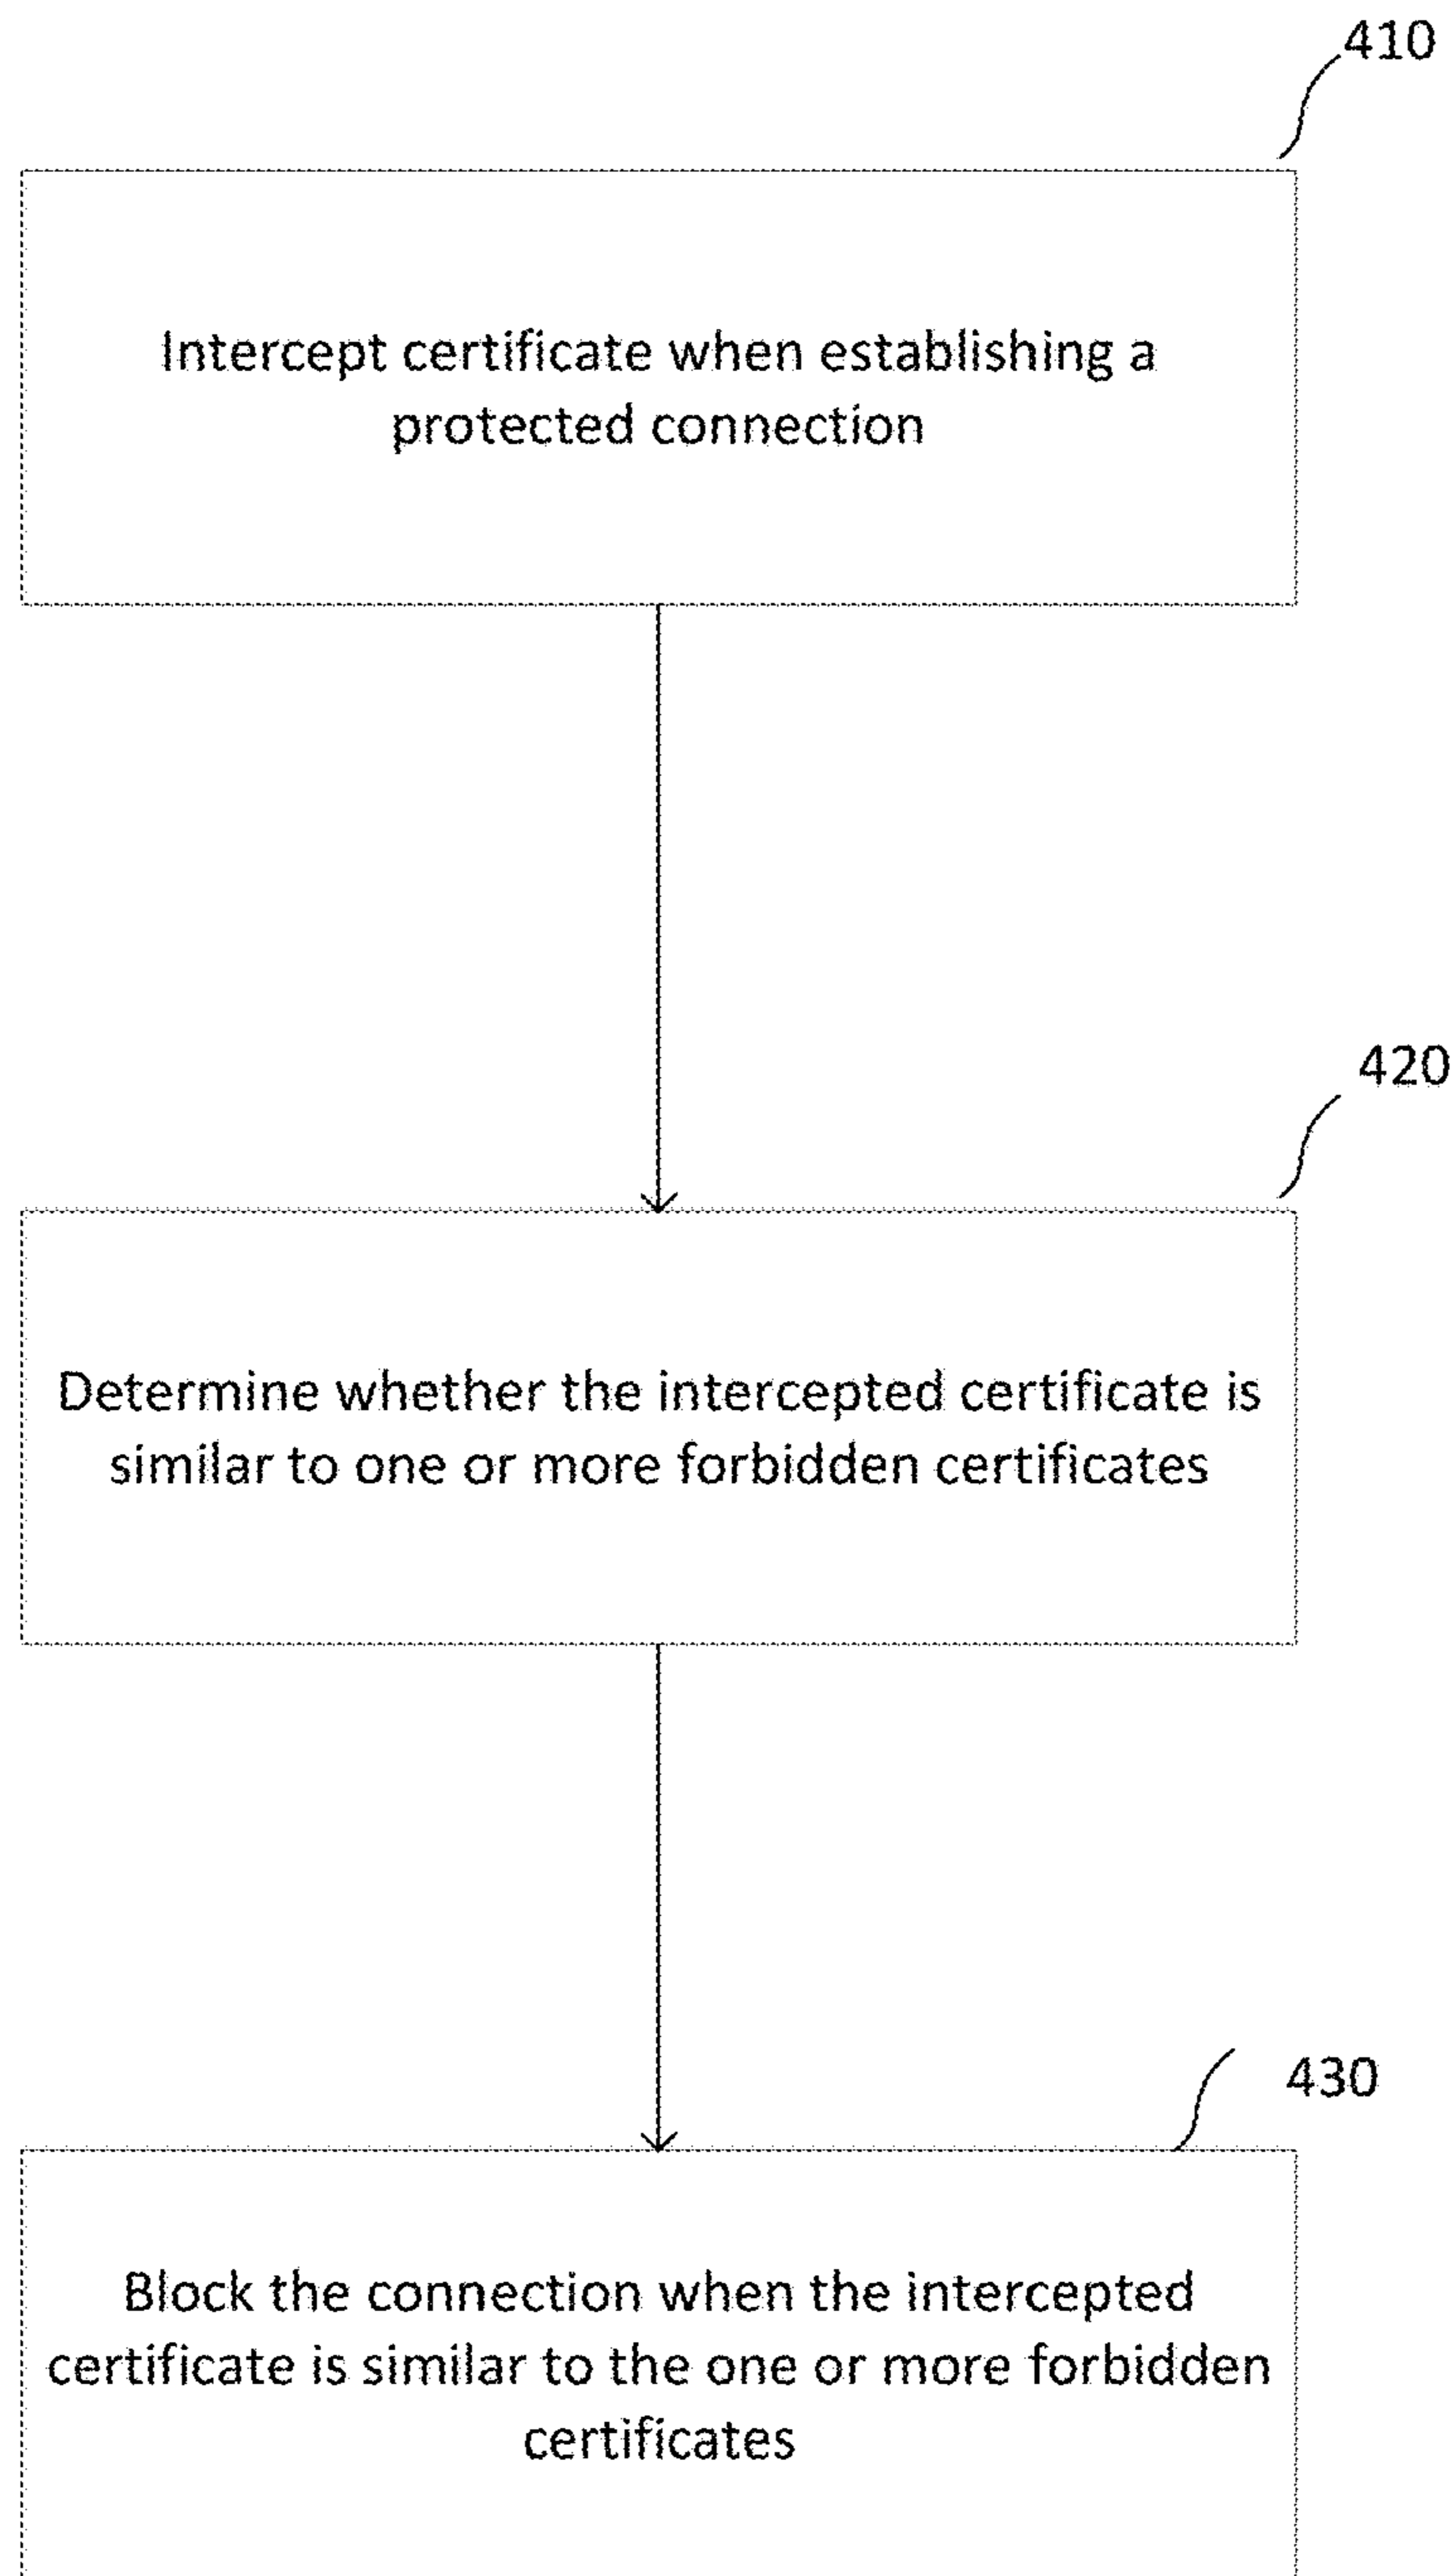 410
Intercept certificate when establishing a
protected connection
420
Determine whether the intercepted certificate is
similar to one or more forbidden certificates
430
Block the connection when the intercepted
certificate is similar to the one or more forbidden
certificates